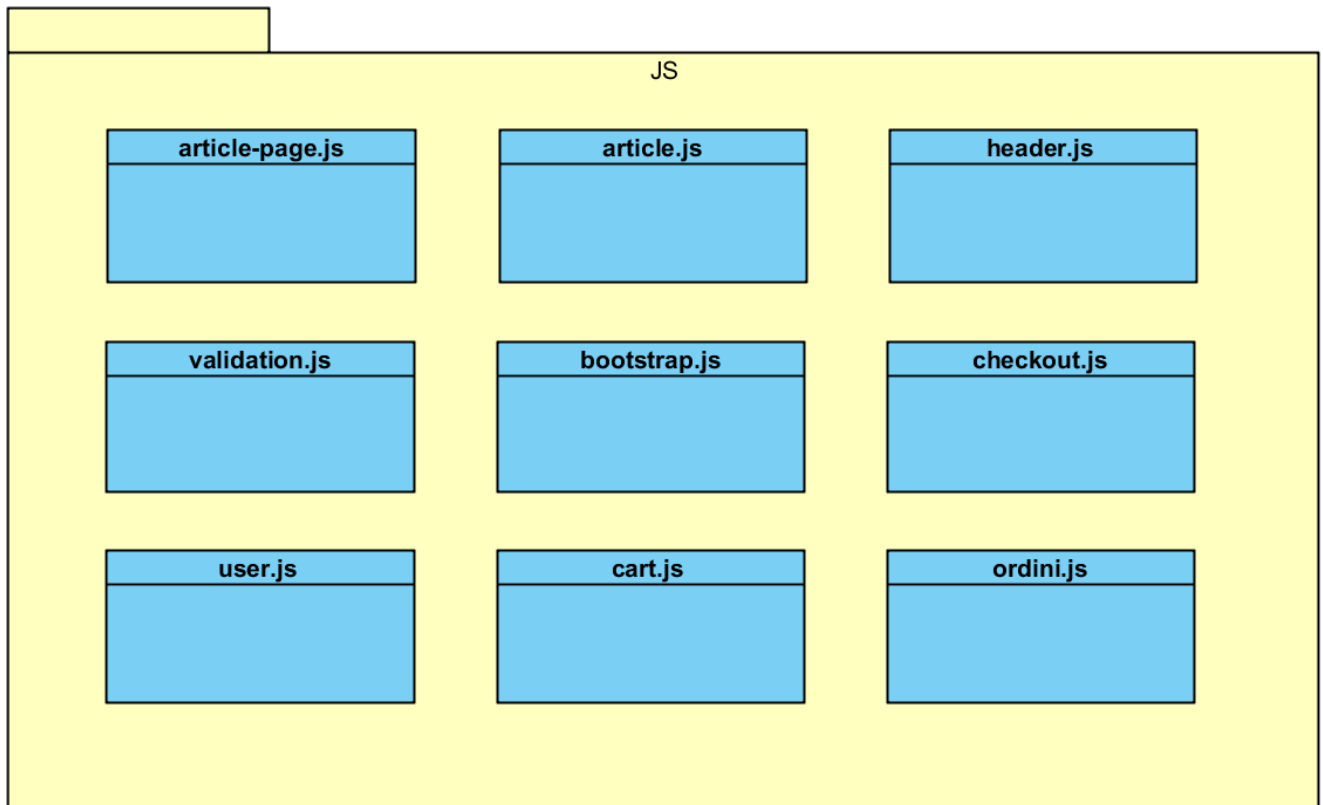 JS
article-page.js
article.js
header.js
validation.js
bootstrap.js
checkout.js
user.js
cart.js
ordini.js